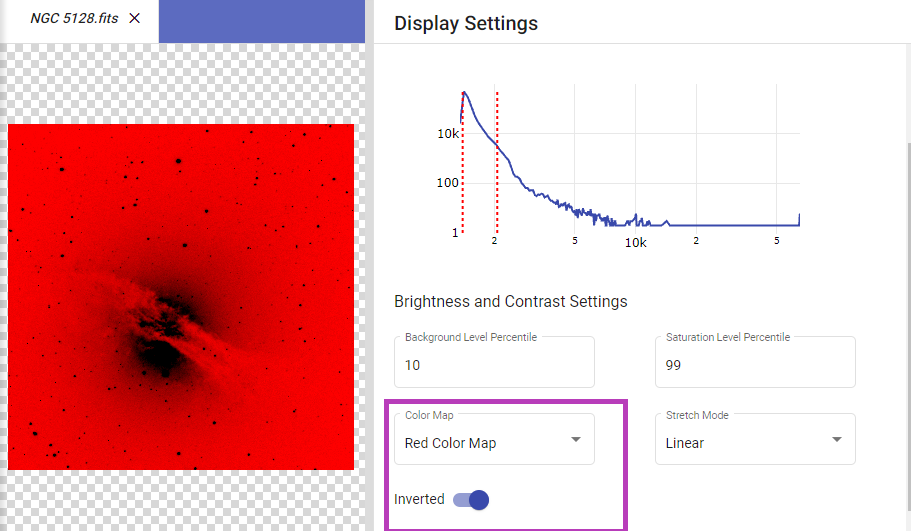 NGC 5128.fits
Display Settings
10k
100
1
2
5
10k
2
5
Brightness and Contrast Settings
Background Level Percentile
10
Saturation Level Percentile
99
Color Map
Red Color Map
Stretch Mode
Linear
Inverted